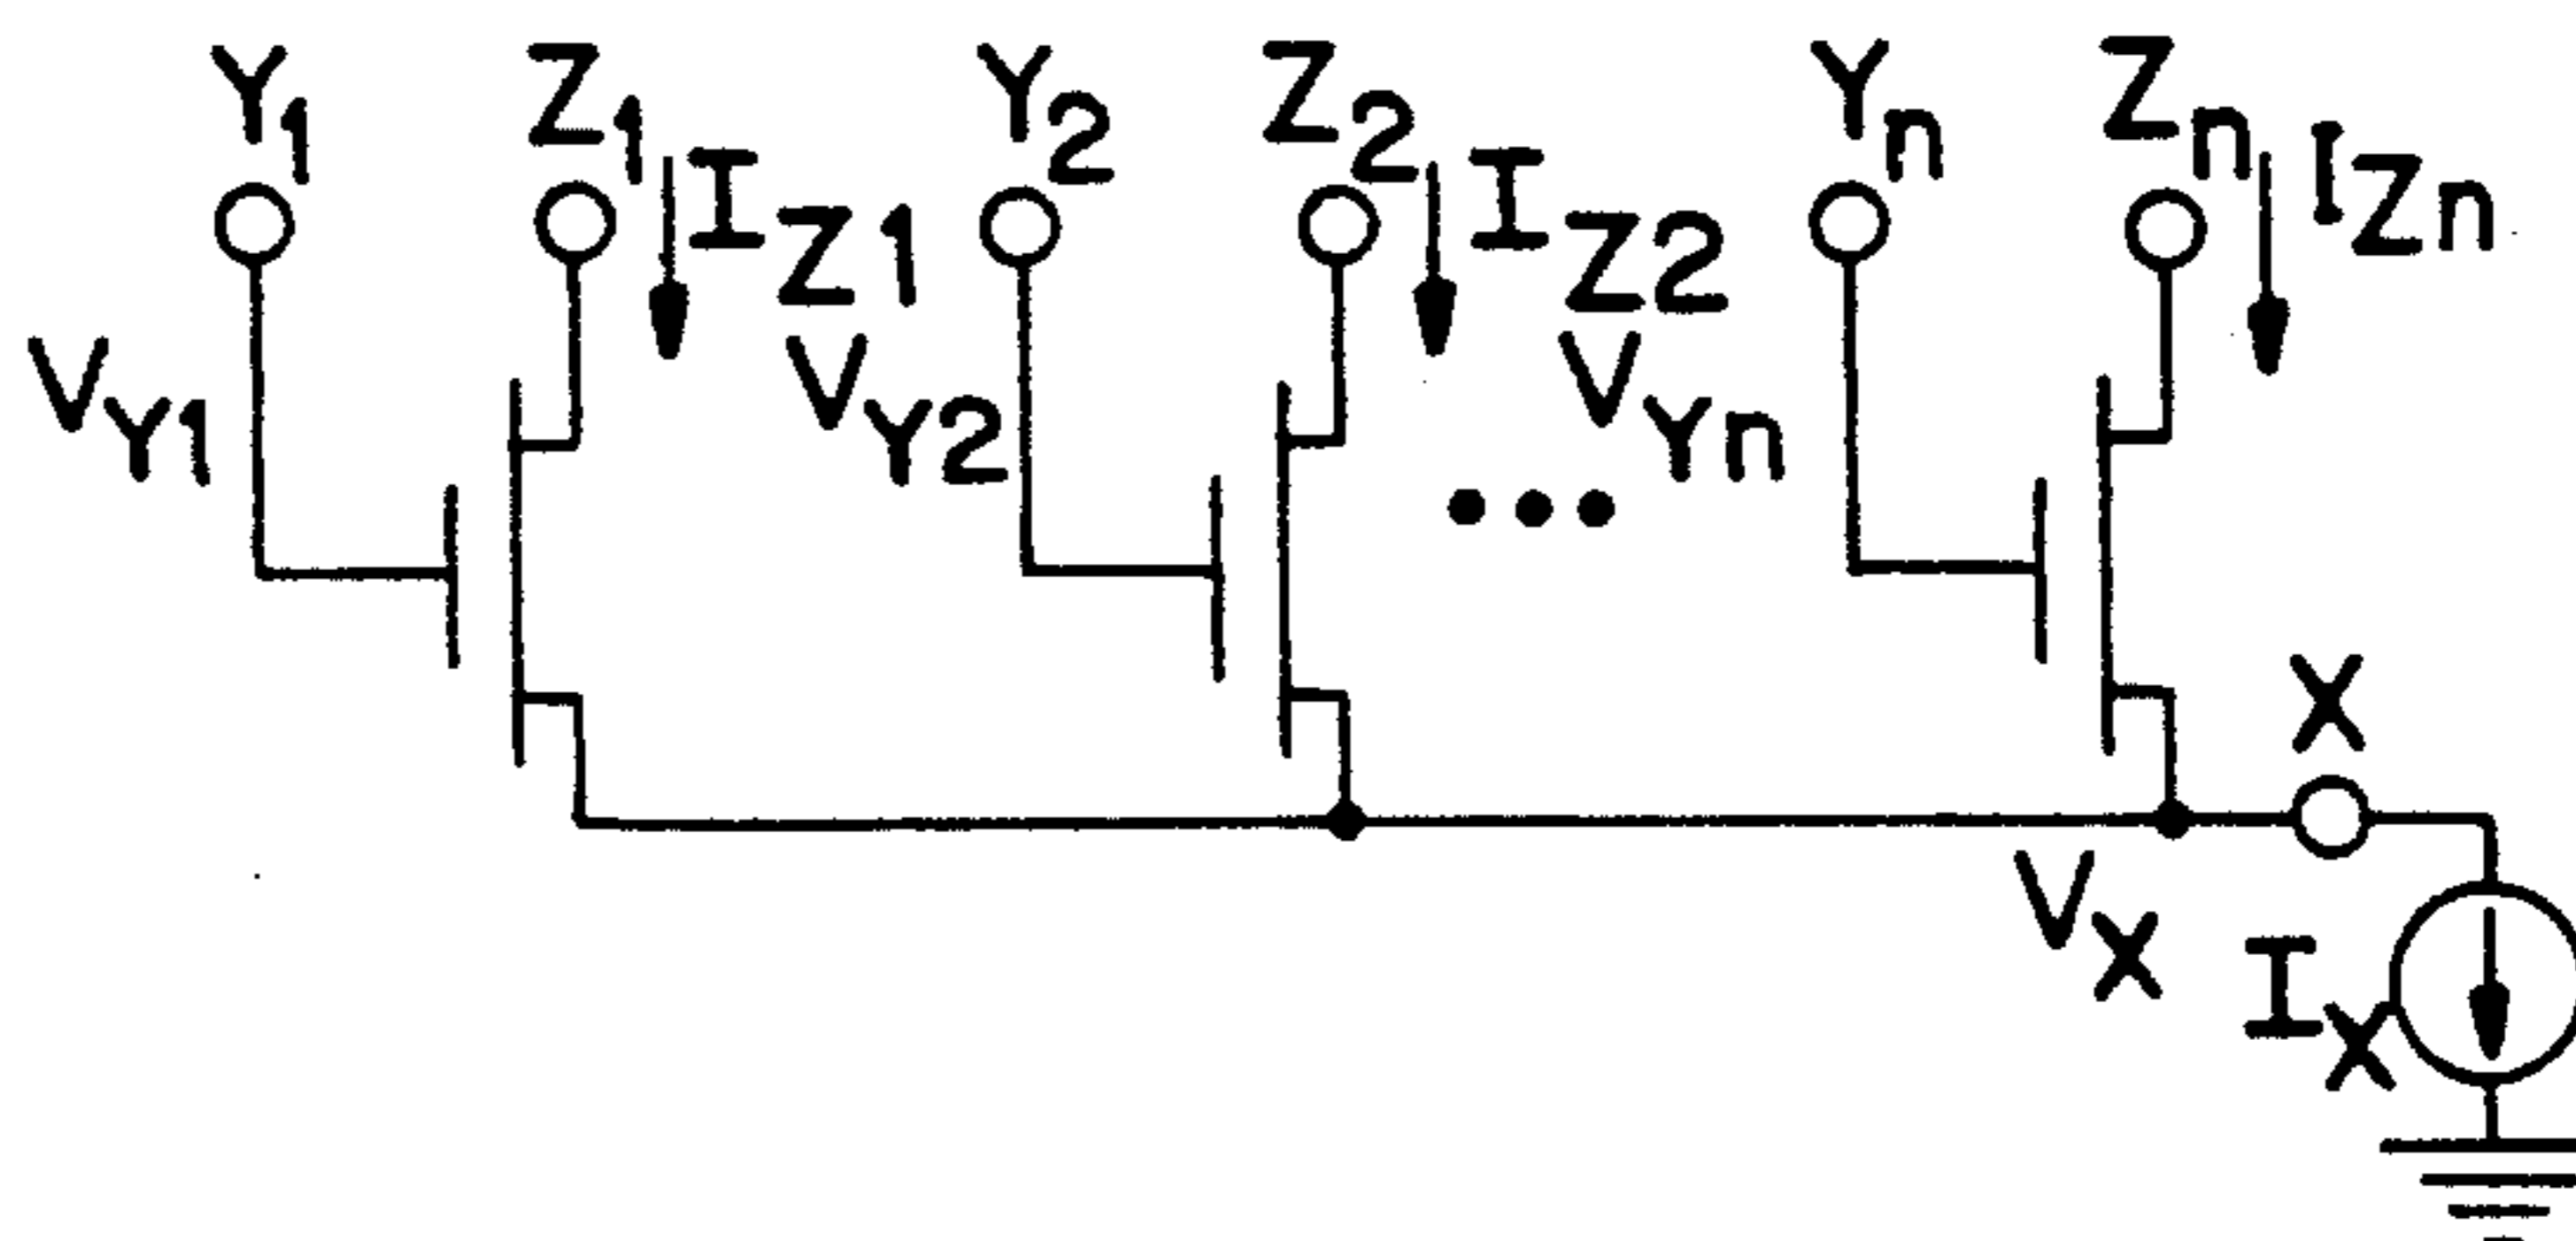 Y1 Z1 Y2 Z2 Yn Zn
IZ1 IZ2 IZn
VY1 VY2 VYn
X
VX IX